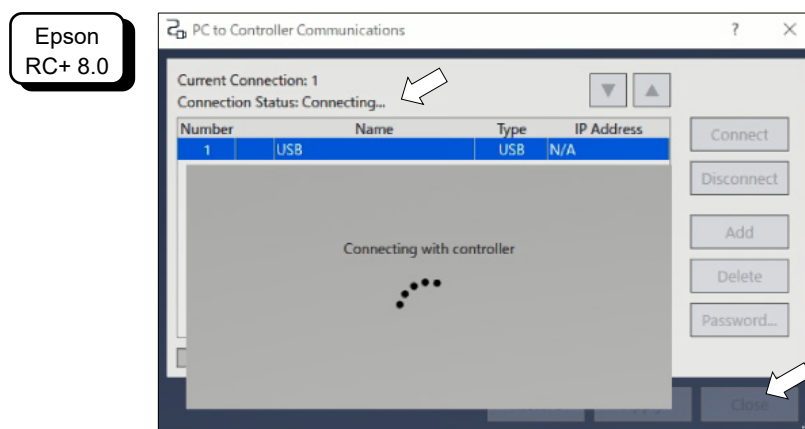 Epson
RC+ 8.0
PC to Controller Communications
Current Connection: 1
Connection Status: Connecting...
Number Name Type IP Address
1 USB USB N/A
Connect
Disconnect
Add
Delete
Password...
Connecting with controller
Close